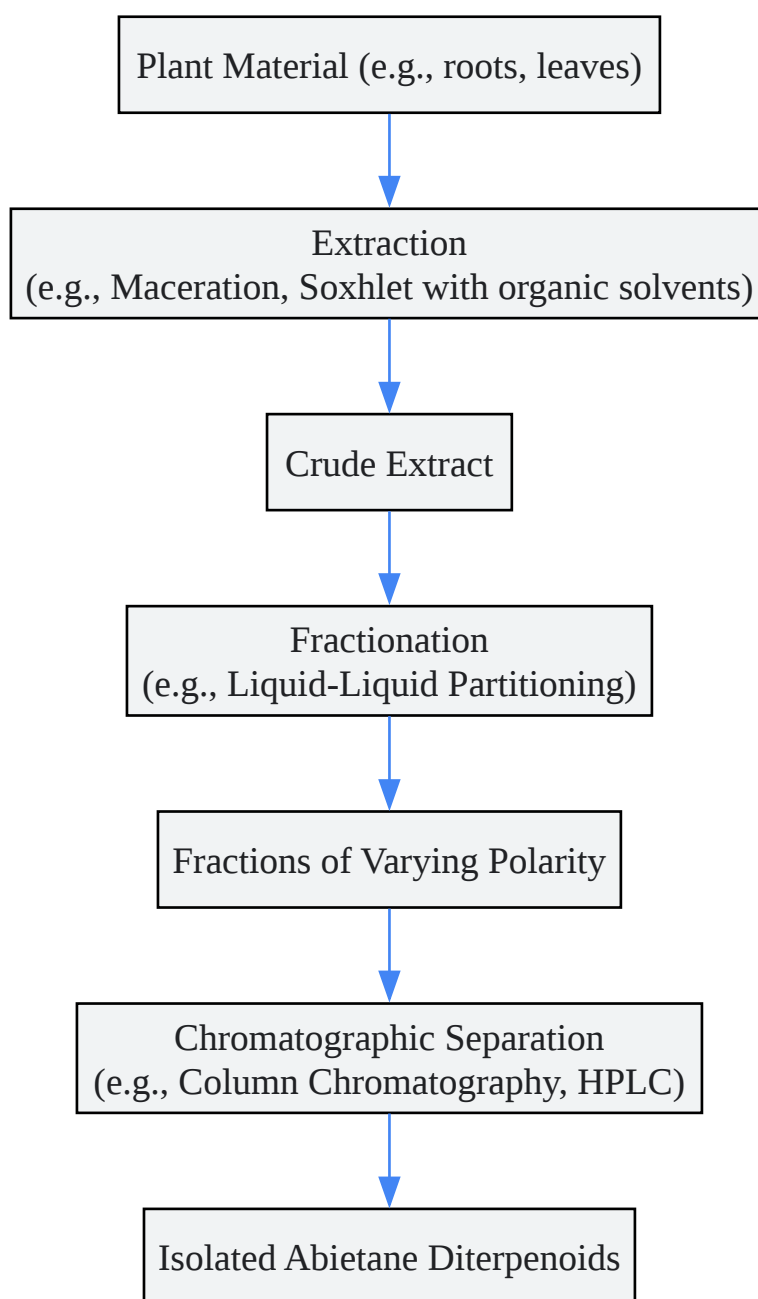 Plant Material (e.g., roots, leaves)
Extraction
(e.g., Maceration, Soxhlet with organic solvents)
Crude Extract
Fractionation
(e.g., Liquid-Liquid Partitioning)
Fractions of Varying Polarity
Chromatographic Separation
(e.g., Column Chromatography, HPLC)
Isolated Abietane Diterpenoids